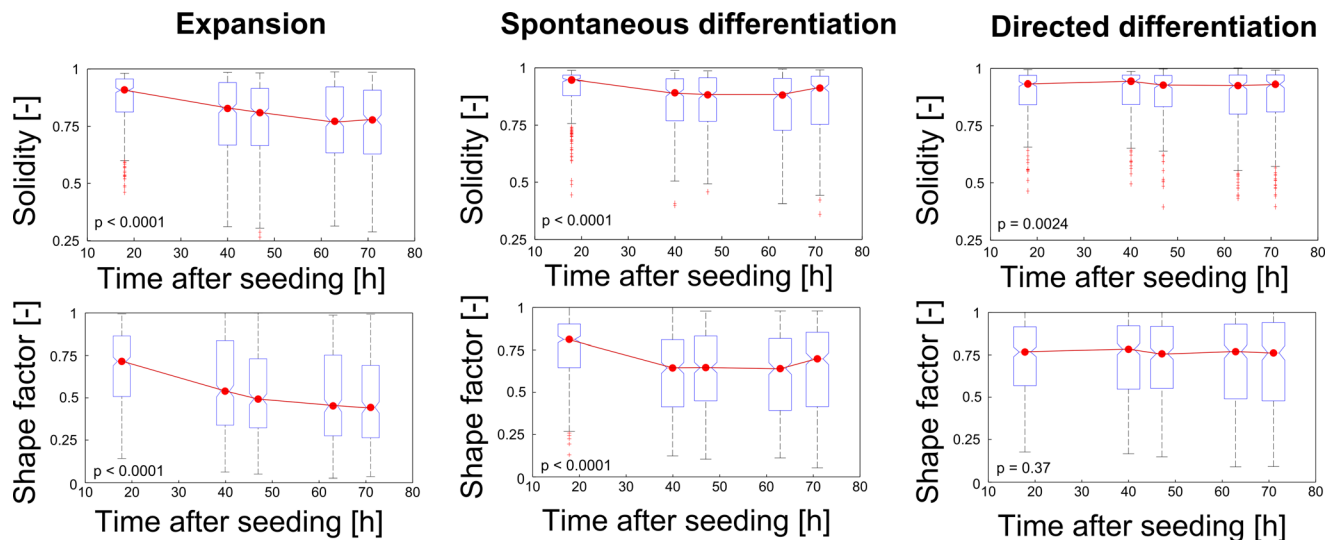 Expansion
Spontaneous differentiation
Directed differentiation
Solidity [-]
1
0.75
0.5
0.25
p < 0.0001
10 20 30 40 50 60 70 80
Time after seeding [h]
Solidity [-]
1
0.75
0.5
0.25
p < 0.0001
10 20 30 40 50 60 70 80
Time after seeding [h]
Solidity [-]
1
0.75
0.5
0.25
p = 0.0024
10 20 30 40 50 60 70 80
Time after seeding [h]
Shape factor [-]
1
0.75
0.5
0.25
0
p < 0.0001
10 20 30 40 50 60 70 80
Time after seeding [h]
Shape factor [-]
1
0.75
0.5
0.25
0
p < 0.0001
10 20 30 40 50 60 70 80
Time after seeding [h]
Shape factor [-]
1
0.75
0.5
0.25
0
p = 0.37
10 20 30 40 50 60 70 80
Time after seeding [h]